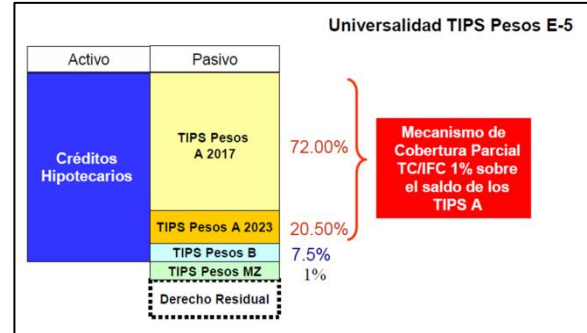 Universalidad TIPS Pesos E-5
Activo
Pasivo
Créditos
Hipotecarios
TIPS Pesos
A 2017
72.00%
TIPS Pesos A 2023
20.50%
TIPS Pesos B
7.5%
TIPS Pesos MZ
1%
Derecho Residual
Mecanismo de
Cobertura Parcial
TC/IFC 1% sobre
el saldo de los
TIPS A